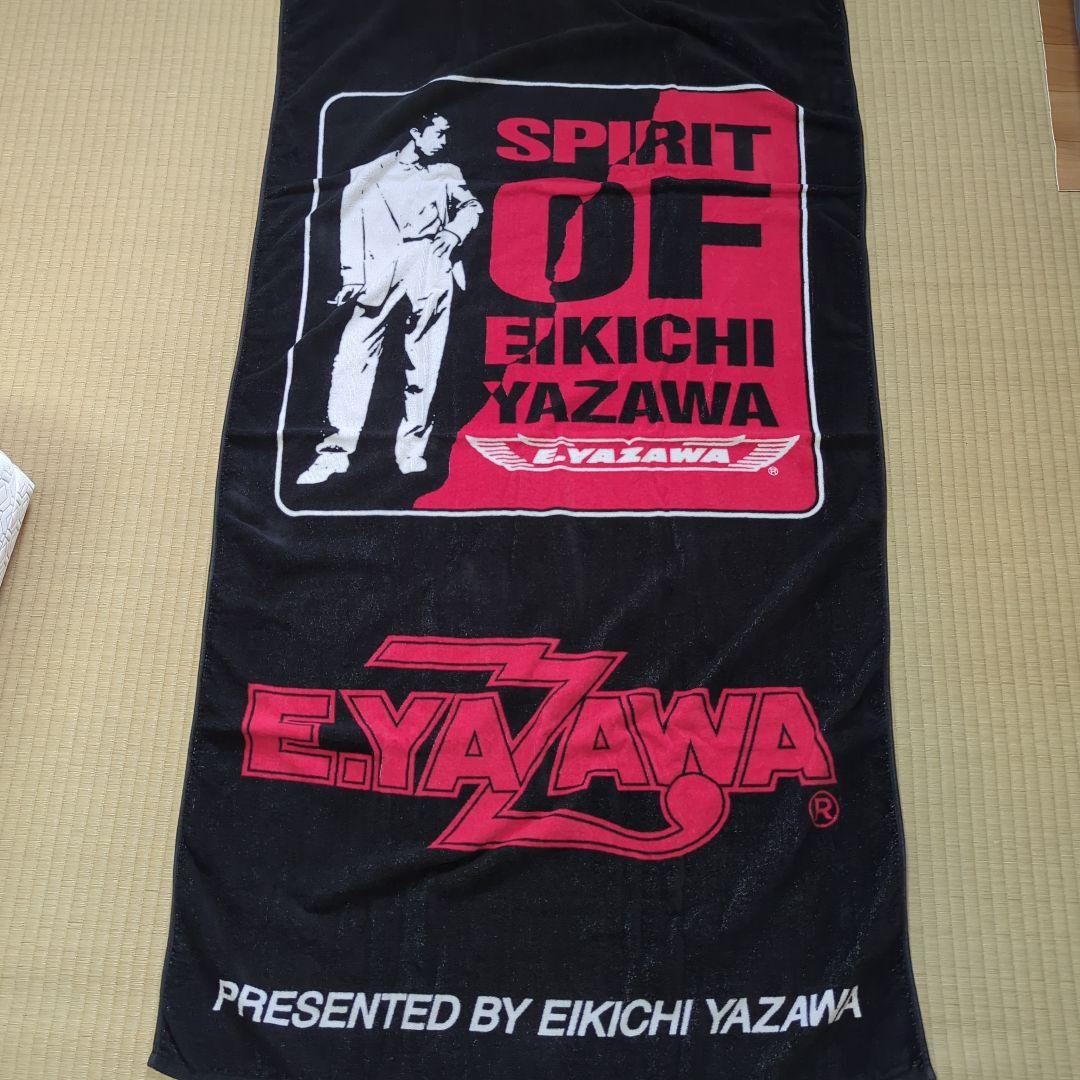 SPIRIT
OF
EIKICHI
YAZAWA
E.YAZAWA
®
E.YAZAWA
®
PRESENTED BY EIKICHI YAZAWA